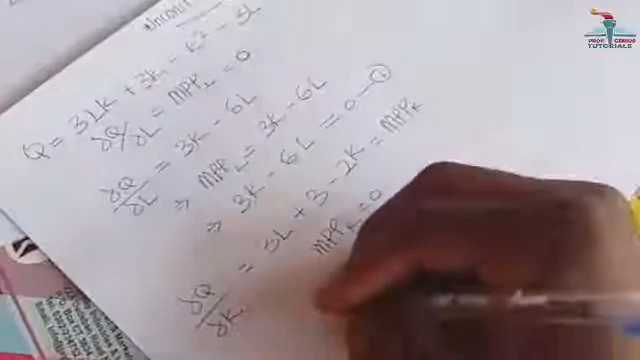 Q = 3LK + 3K - K² - 3L
∂Q/∂L = MPP_L = 0
∂Q/∂L = 3K - 6L
⇒ MPP_L = 3K - 6L
⇒ 3K - 6L = 0 - ①
∂Q/∂K = 3L + 3 - 2K = MPP_K
MPP_K = 0
PROF. GENIUS
TUTORIALS